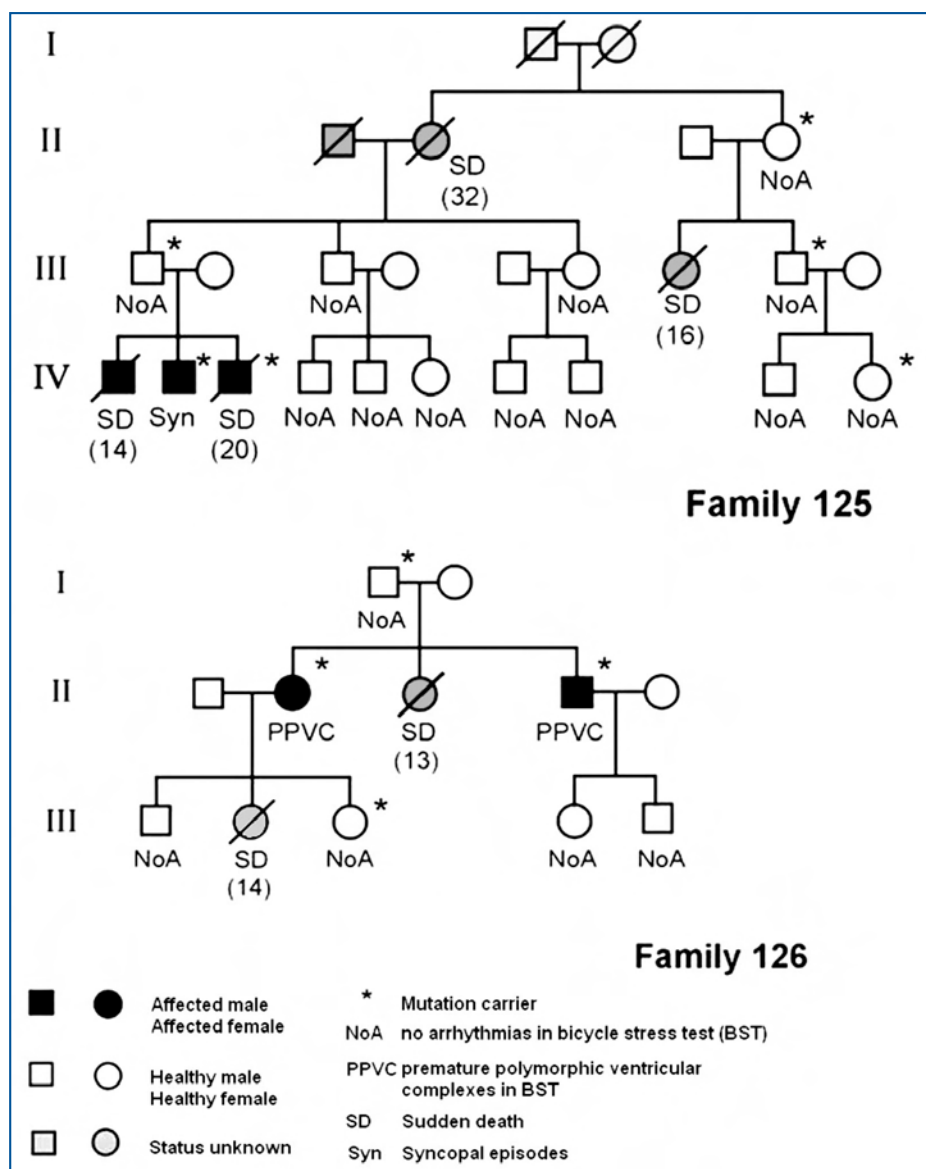 I
II
*
SD
(32)
NoA
III
*
*
NoA
NoA
NoA
SD
(16)
NoA
IV
*
*
*
SD
(14)
Syn
SD
(20)
NoA
NoA
NoA
NoA
NoA
NoA
NoA
Family 125
I
*
NoA
II
*
*
PPVC
SD
(13)
PPVC
III
*
NoA
SD
(14)
NoA
NoA
NoA
Family 126
Affected male
Affected female
Healthy male
Healthy female
Status unknown
* Mutation carrier
NoA no arrhythmias in bicycle stress test (BST)
PPVC premature polymorphic ventricular
complexes in BST
SD Sudden death
Syn Syncopal episodes